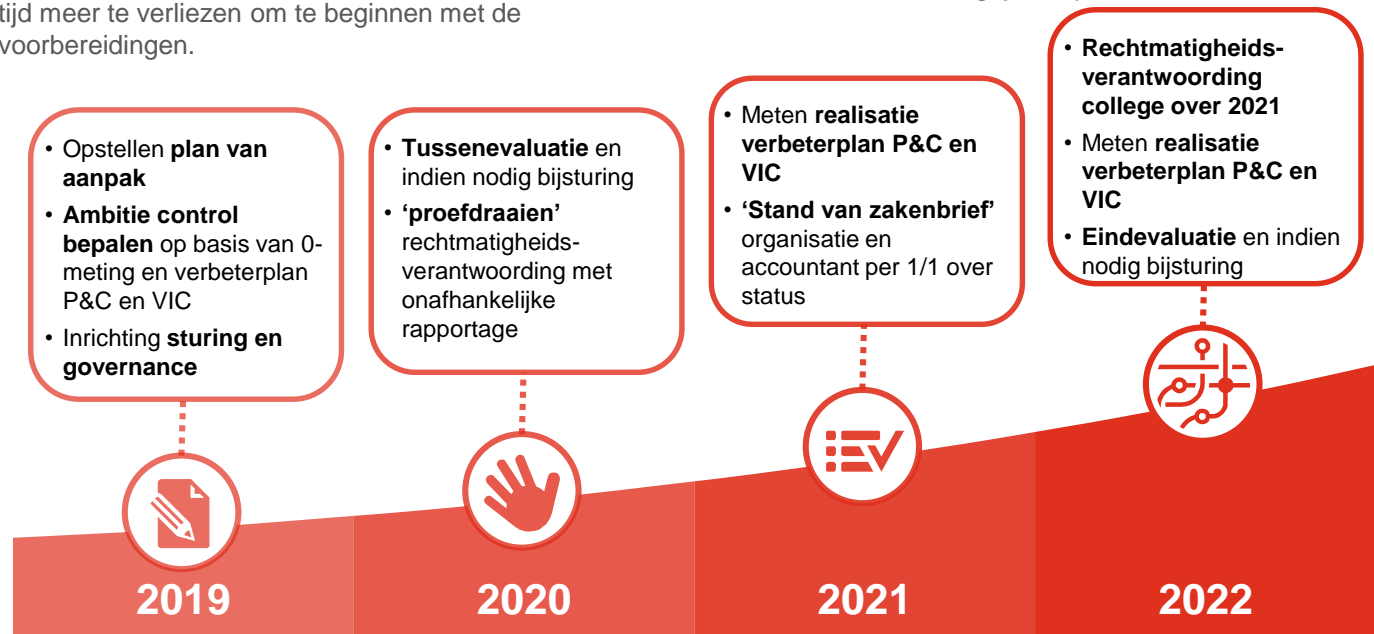 tijd meer te verliezen om te beginnen met de
voorbereidingen.
• Opstellen plan van
aanpak
• Ambitie control
bepalen op basis van 0-
meting en verbeterplan
P&C en VIC
• Inrichting sturing en
governance
• Tussenevaluatie en
indien nodig bijsturing
• ‘proefdraaien’
rechtmatigheids-
verantwoording met
onafhankelijke
rapportage
• Meten realisatie
verbeterplan P&C en
VIC
• ‘Stand van zakenbrief’
organisatie en
accountant per 1/1 over
status
• Rechtmatigheids-
verantwoording
college over 2021
• Meten realisatie
verbeterplan P&C en
VIC
• Eindevaluatie en indien
nodig bijsturing
2019
2020
2021
2022